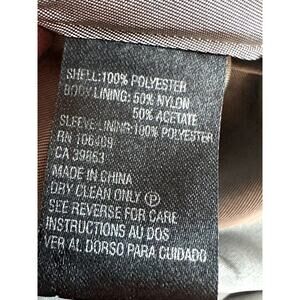 SHELL: 100% POLYESTER
BODY LINING: 50% NYLON
50% ACETATE
SLEEVE LINING: 100% POLYESTER
RN 106409
CA 39863
MADE IN CHINA
DRY CLEAN ONLY Ⓟ
SEE REVERSE FOR CARE
INSTRUCTIONS AU DOS
VER AL DORSO PARA CUIDADO